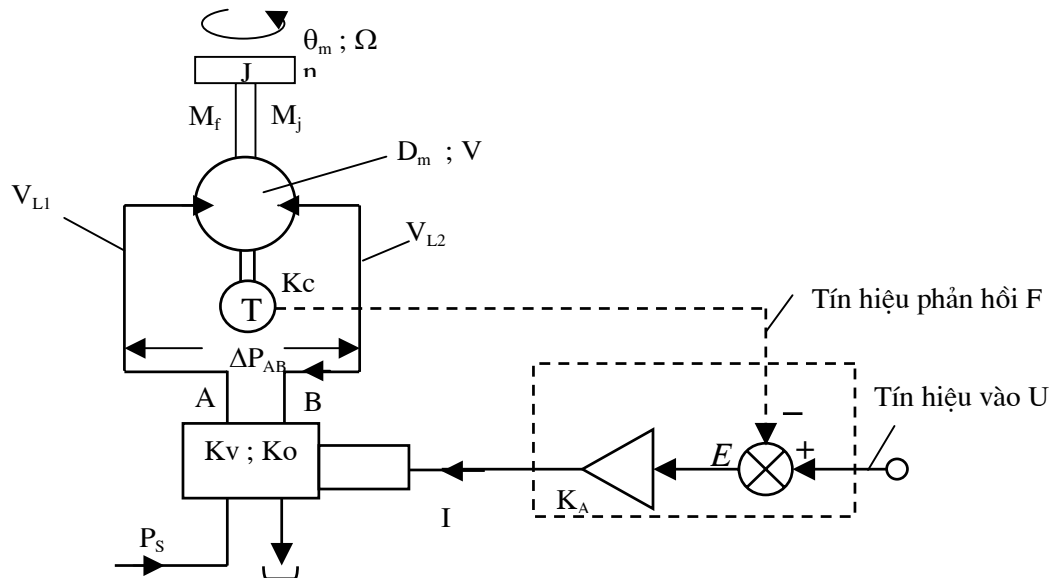 θm ; Ω
J
n
Mf
Mj
Dm ; V
VL1
VL2
Kc
T
Tín hiệu phản hồi F
ΔPAB
A
B
Tín hiệu vào U
Kv ; Ko
E
−
+
KA
I
PS